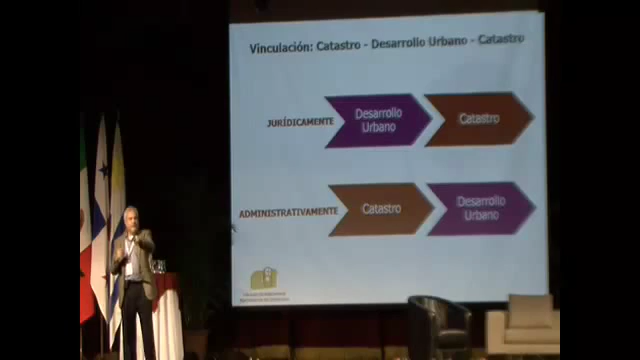 Vinculación: Catastro - Desarrollo Urbano - Catastro
JURÍDICAMENTE
Desarrollo
Urbano
Catastro
ADMINISTRATIVAMENTE
Catastro
Desarrollo
Urbano